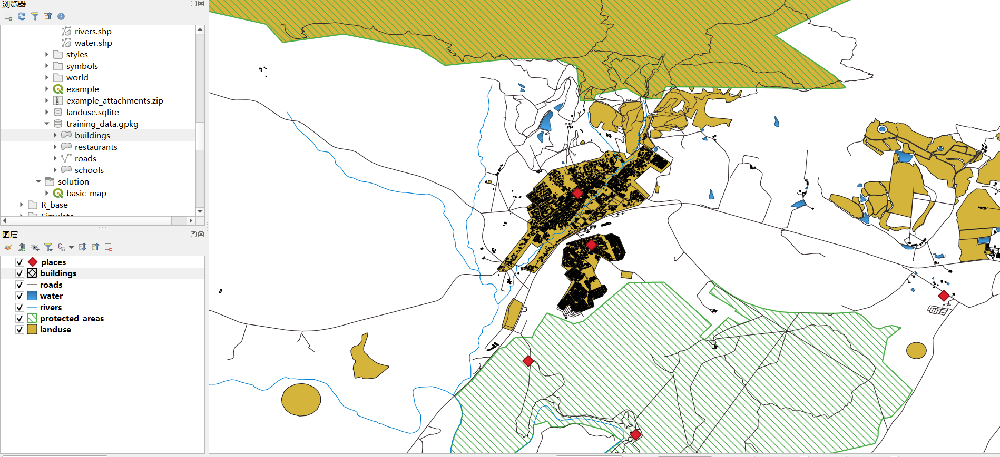 浏览器
rivers.shp
water.shp
styles
symbols
world
example
example_attachments.zip
landuse.sqlite
training_data.gpkg
buildings
restaurants
roads
schools
solution
basic_map
R_base
Simulate
图层
places
buildings
roads
water
rivers
protected_areas
landuse